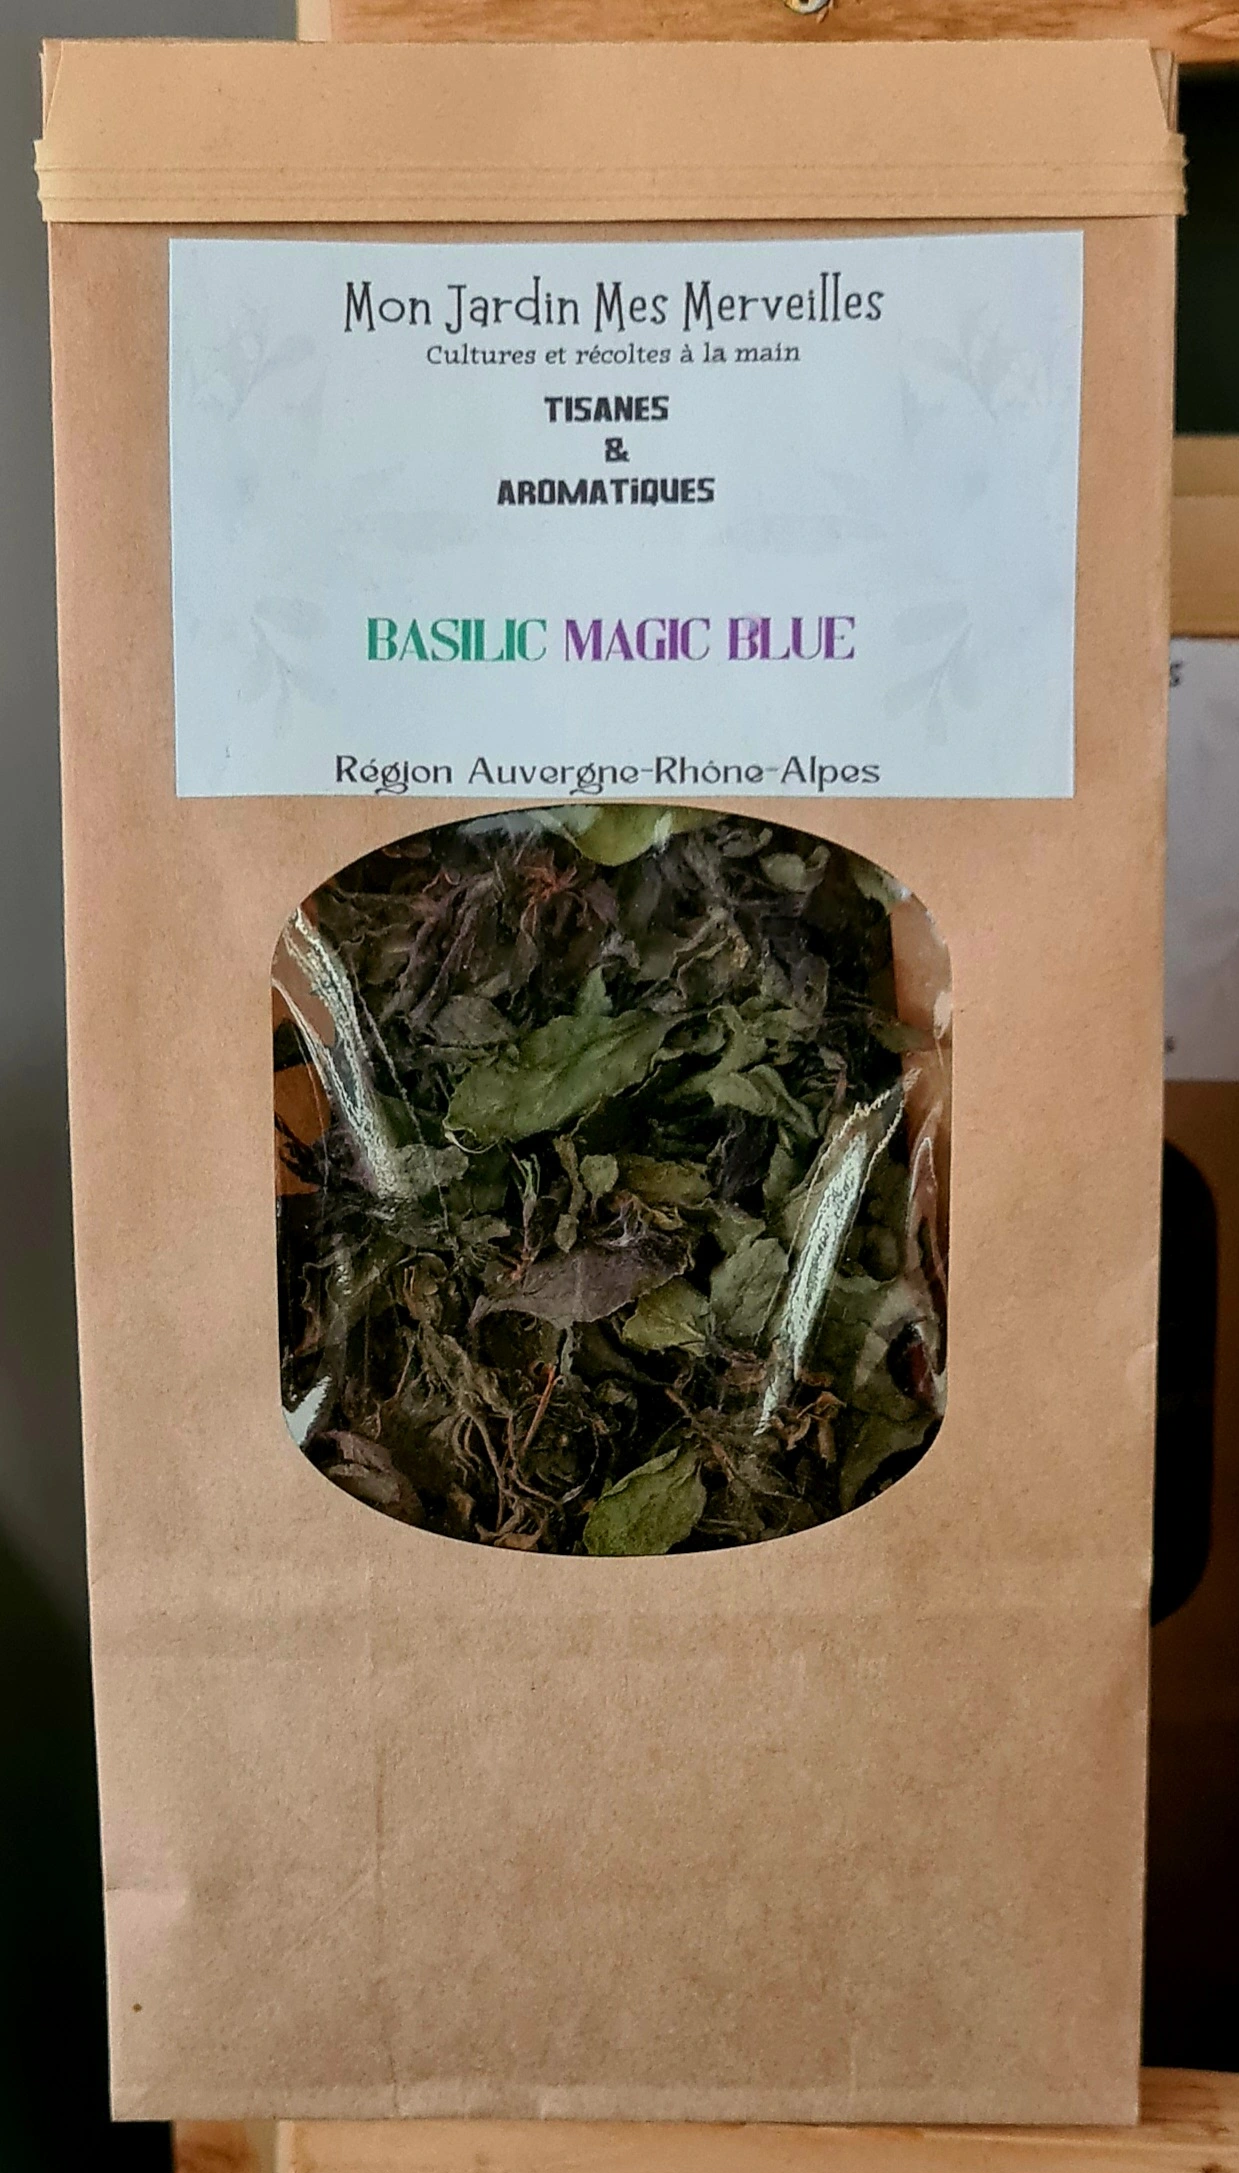 Mon Jardin Mes Merveilles
Cultures et récoltes à la main
TISANES
&
AROMATiQUES
BASILIC MAGIC BLUE
Région Auvergne-Rhône-Alpes